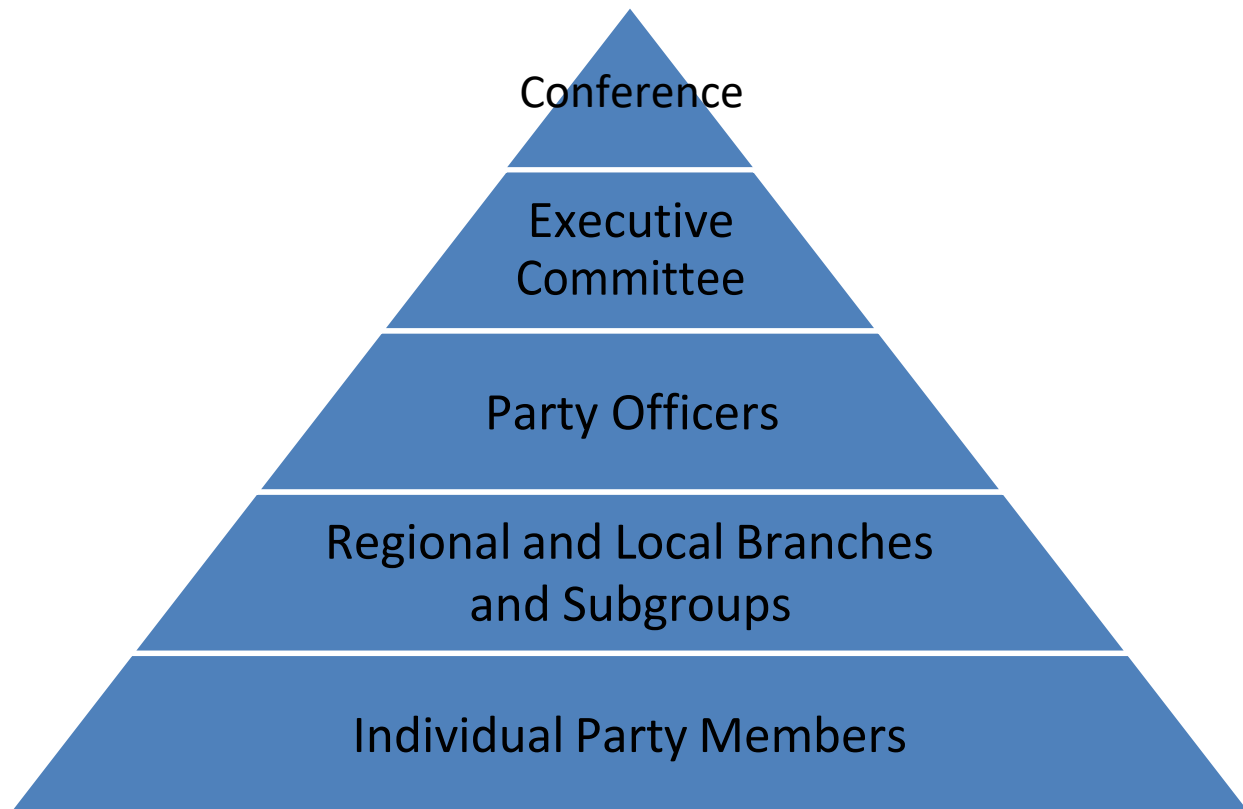 Conference
Executive
Committee
Party Officers
Regional and Local Branches
and Subgroups
Individual Party Members